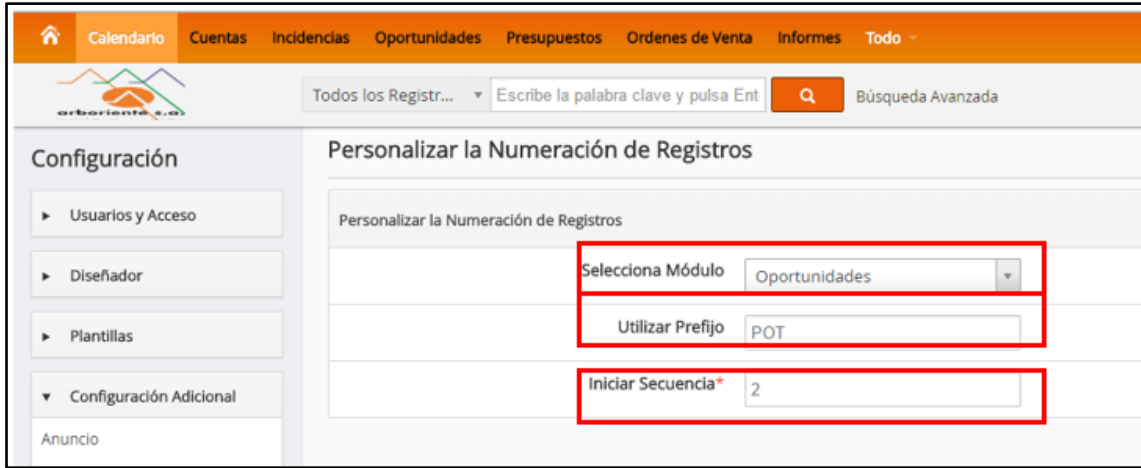 Calendario Cuentas Incidencias Oportunidades Presupuestos Ordenes de Venta Informes Todo
arboriente s.a.
Todos los Registr... Escribe la palabra clave y pulsa Ent Búsqueda Avanzada
Configuración
Personalizar la Numeración de Registros
Usuarios y Acceso
Personalizar la Numeración de Registros
Selecciona Módulo Oportunidades
Diseñador
Utilizar Prefijo POT
Plantillas
Iniciar Secuencia* 2
Configuración Adicional
Anuncio